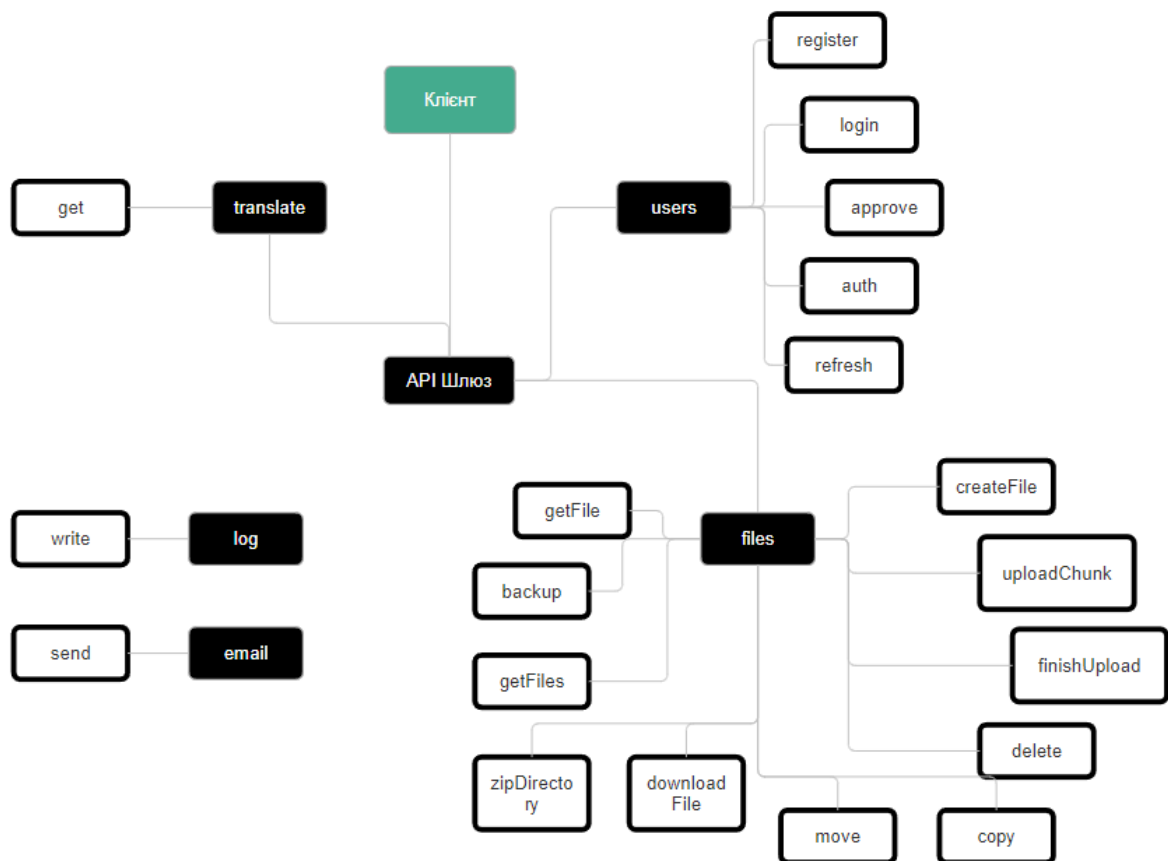 register
Клієнт
login
get
translate
users
approve
auth
refresh
API Шлюз
createFile
getFile
write
log
files
uploadChunk
backup
send
email
finishUpload
getFiles
delete
zipDirecto
ry
download
File
move
copy